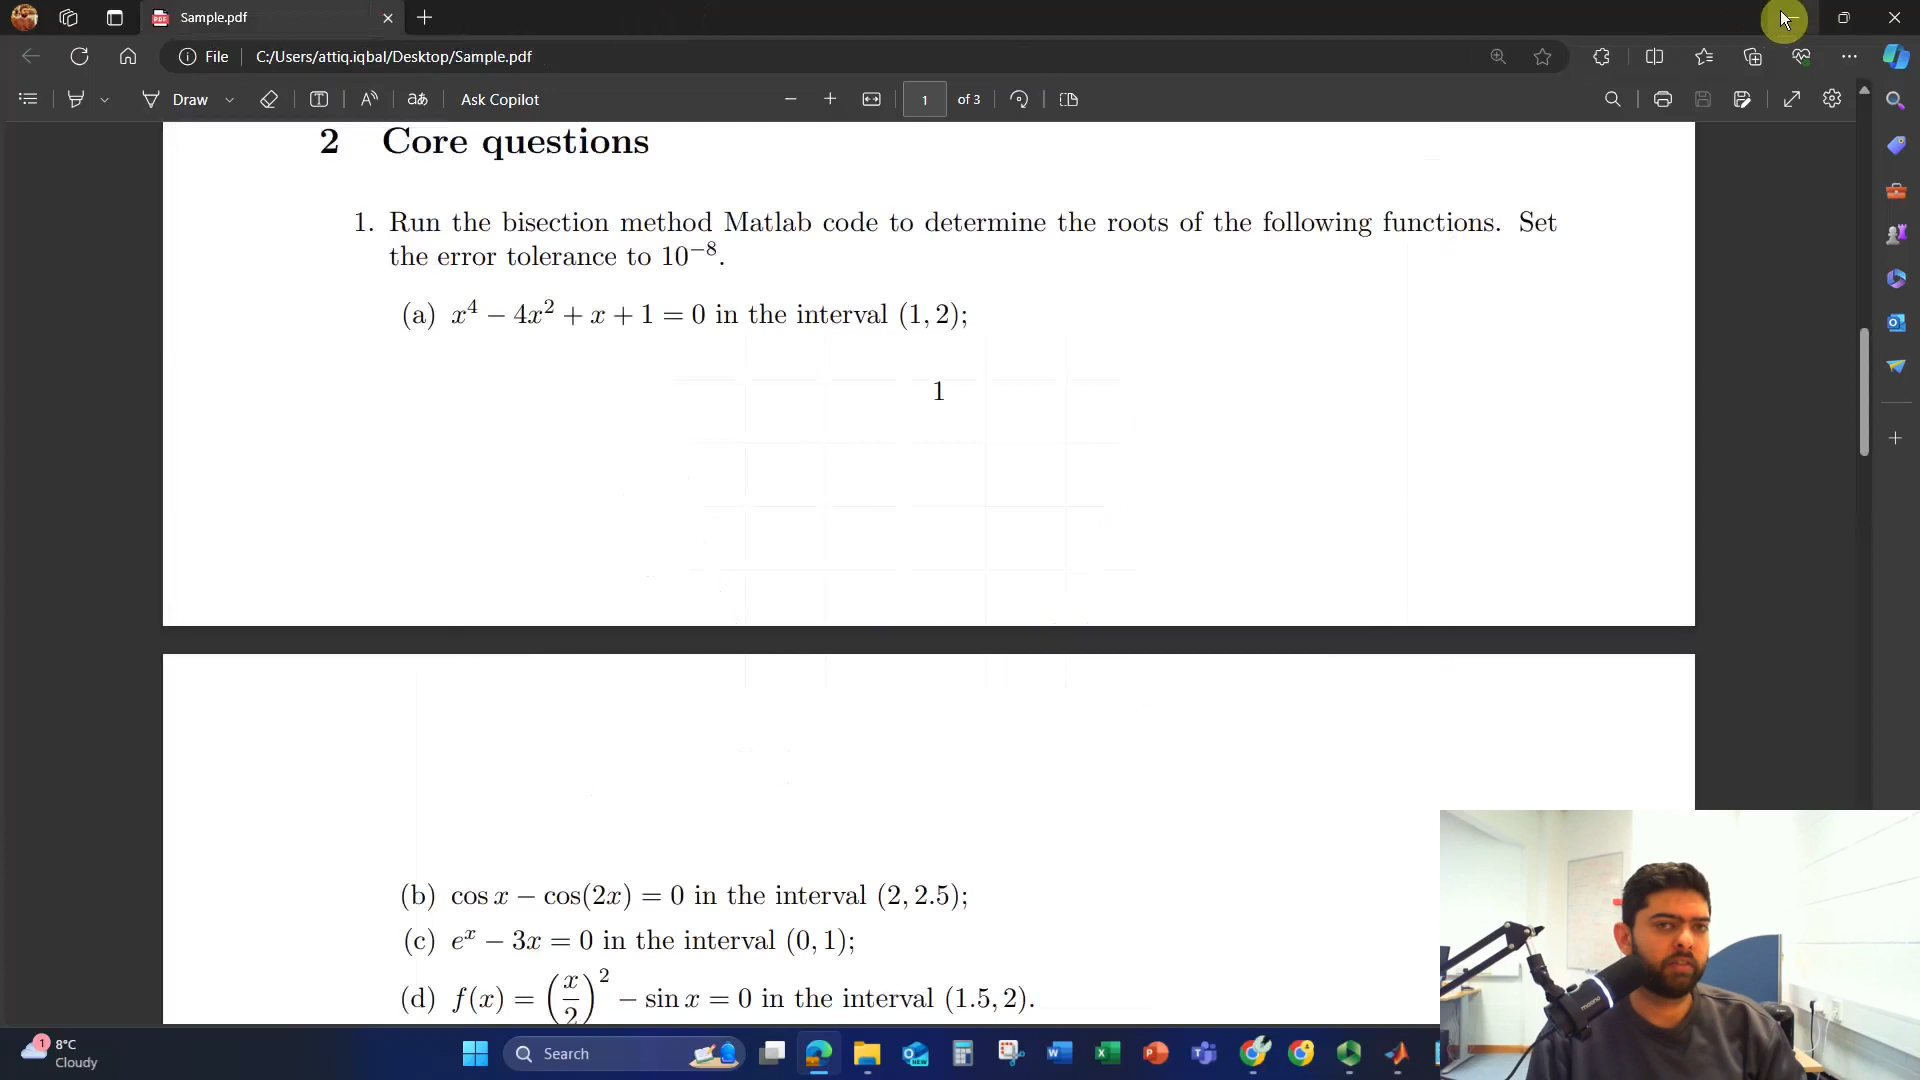 Sample.pdf
File C:/Users/attiq.iqbal/Desktop/Sample.pdf
Draw Ask Copilot 1 of 3
2 Core questions
1. Run the bisection method Matlab code to determine the roots of the following functions. Set
the error tolerance to 10⁻⁸.
(a) x⁴ − 4x² + x + 1 = 0 in the interval (1, 2);
1
(b) cos x − cos(2x) = 0 in the interval (2, 2.5);
(c) eˣ − 3x = 0 in the interval (0, 1);
(d) f(x) = (x/2)² − sin x = 0 in the interval (1.5, 2).
1 8°C
Cloudy
Search